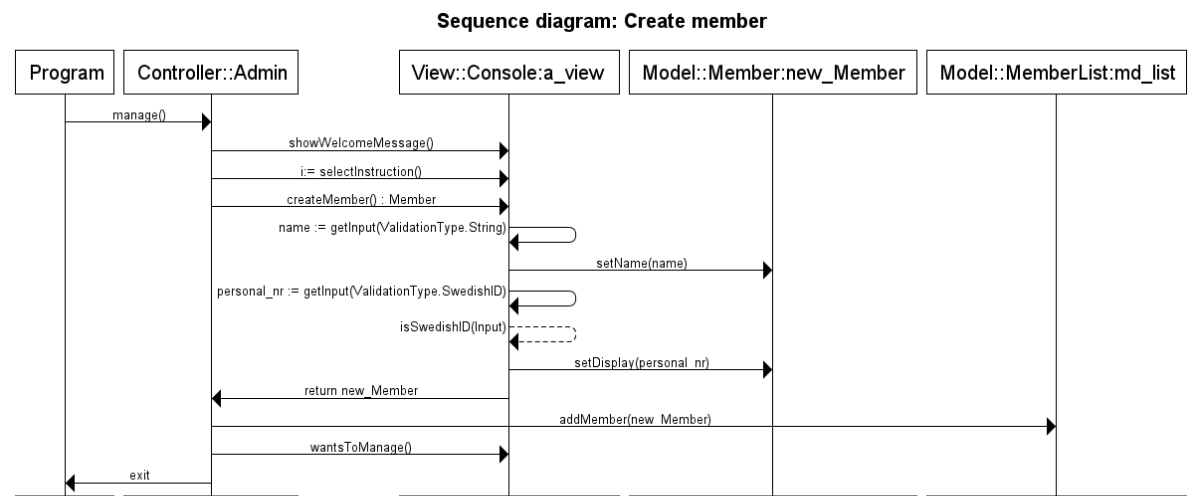 Sequence diagram: Create member
Program
Controller::Admin
View::Console:a_view
Model::Member:new_Member
Model::MemberList:md_list
manage()
showWelcomeMessage()
i:= selectInstruction()
createMember() : Member
name := getInput(ValidationType.String)
setName(name)
personal_nr := getInput(ValidationType.SwedishID)
isSwedishID(Input)
setDisplay(personal_nr)
return new_Member
addMember(new_Member)
wantsToManage()
exit